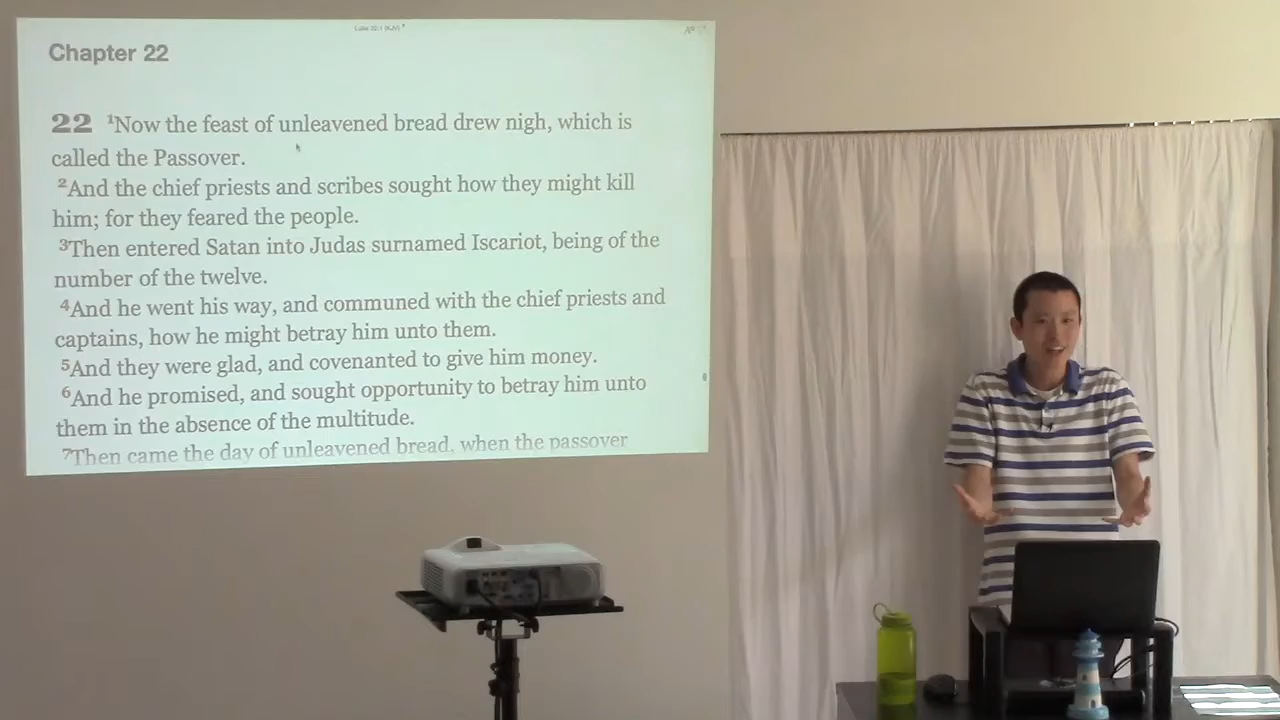 Luke 22:1 (KJV)
Chapter 22
22 ¹Now the feast of unleavened bread drew nigh, which is
called the Passover.
²And the chief priests and scribes sought how they might kill
him; for they feared the people.
³Then entered Satan into Judas surnamed Iscariot, being of the
number of the twelve.
⁴And he went his way, and communed with the chief priests and
captains, how he might betray him unto them.
⁵And they were glad, and covenanted to give him money.
⁶And he promised, and sought opportunity to betray him unto
them in the absence of the multitude.
⁷Then came the day of unleavened bread, when the passover